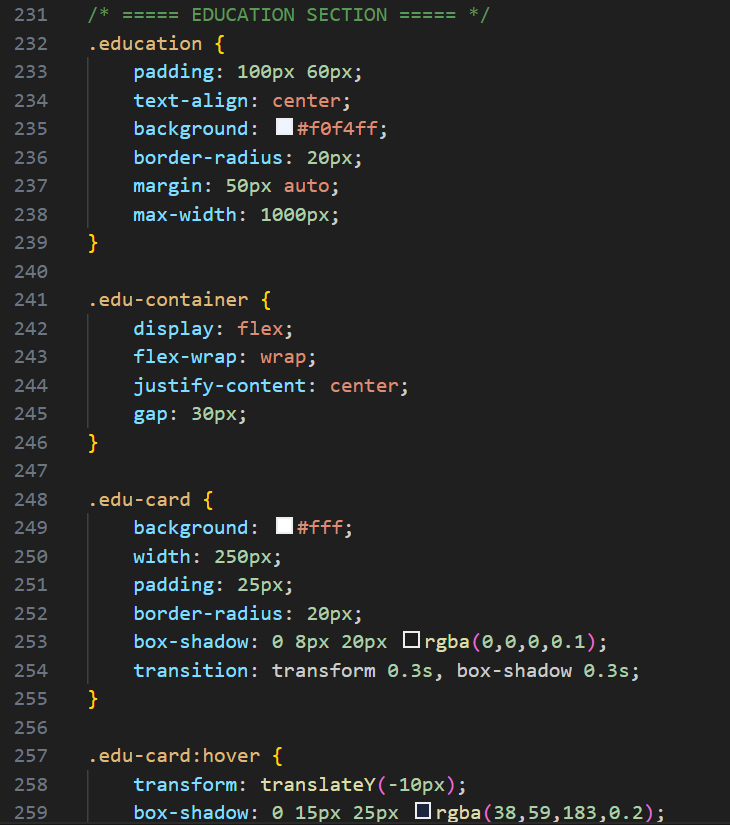 231 /* ===== EDUCATION SECTION ===== */
232 .education {
233     padding: 100px 60px;
234     text-align: center;
235     background: #f0f4ff;
236     border-radius: 20px;
237     margin: 50px auto;
238     max-width: 1000px;
239 }
240
241 .edu-container {
242     display: flex;
243     flex-wrap: wrap;
244     justify-content: center;
245     gap: 30px;
246 }
247
248 .edu-card {
249     background: #fff;
250     width: 250px;
251     padding: 25px;
252     border-radius: 20px;
253     box-shadow: 0 8px 20px rgba(0,0,0,0.1);
254     transition: transform 0.3s, box-shadow 0.3s;
255 }
256
257 .edu-card:hover {
258     transform: translateY(-10px);
259     box-shadow: 0 15px 25px rgba(38,59,183,0.2);